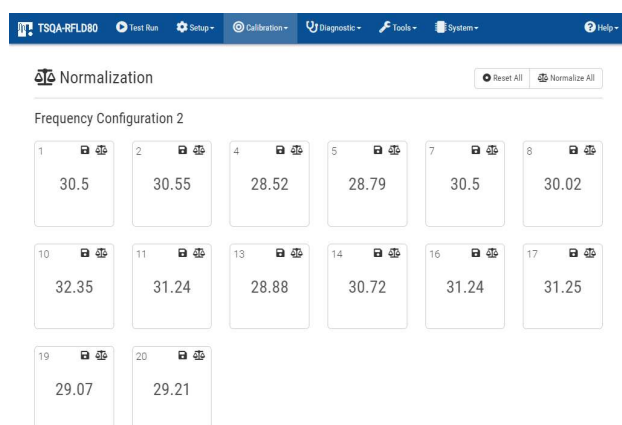 TSQA-RFLD80 Test Run Setup Calibration Diagnostic Tools System Help
Normalization Reset All Normalize All
Frequency Configuration 2
1 2 4 5 7 8
30.5 30.55 28.52 28.79 30.5 30.02
10 11 13 14 16 17
32.35 31.24 28.88 30.72 31.24 31.25
19 20
29.07 29.21